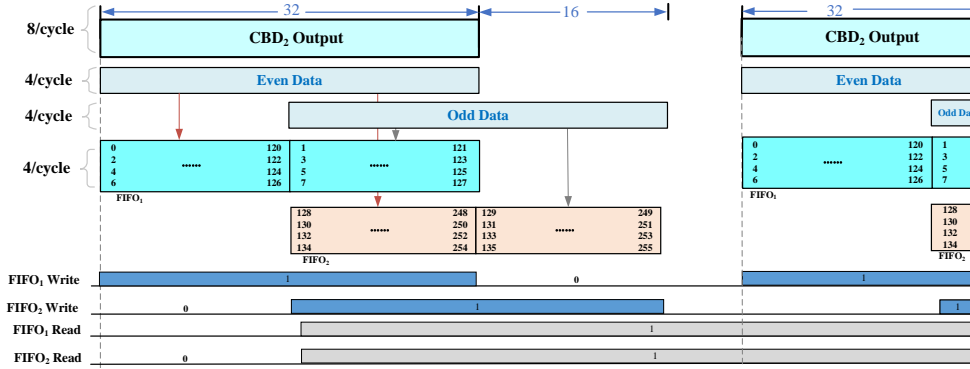 32 16 32
8/cycle CBD₂ Output CBD₂ Output
4/cycle Even Data Even Data
4/cycle Odd Data Odd Da
4/cycle
0 120 1 121 0 120 1
2 ...... 122 3 ...... 123 2 ...... 122 3
4 124 5 125 4 124 5
6 126 7 127 6 126 7
FIFO₁ FIFO₁
128 248 129 249 128
130 ...... 250 131 ...... 251 130
132 252 133 253 132
134 254 135 255 134
FIFO₂ FIFO₂
FIFO₁ Write 1 0 1
FIFO₂ Write 0 1 1
FIFO₁ Read 1
FIFO₂ Read 0 1